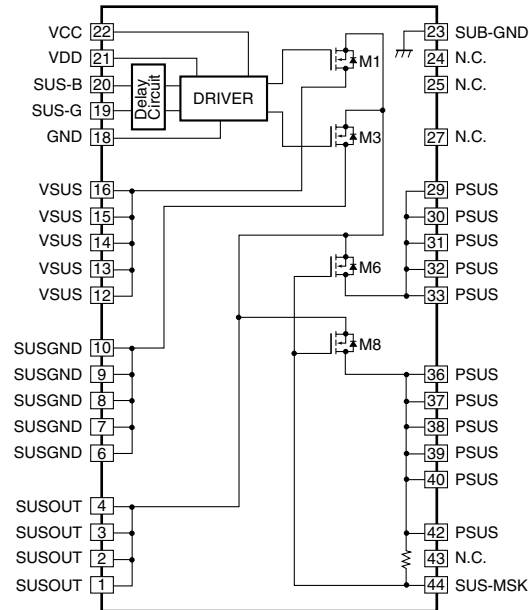 VCC 22
VDD 21
SUS-B 20
SUS-G 19
GND 18
VSUS 16
VSUS 15
VSUS 14
VSUS 13
VSUS 12
SUSGND 10
SUSGND 9
SUSGND 8
SUSGND 7
SUSGND 6
SUSOUT 4
SUSOUT 3
SUSOUT 2
SUSOUT 1
Delay
Circuit
DRIVER
M1
M3
M6
M8
23 SUB-GND
24 N.C.
25 N.C.
27 N.C.
29 PSUS
30 PSUS
31 PSUS
32 PSUS
33 PSUS
36 PSUS
37 PSUS
38 PSUS
39 PSUS
40 PSUS
42 PSUS
43 N.C.
44 SUS-MSK